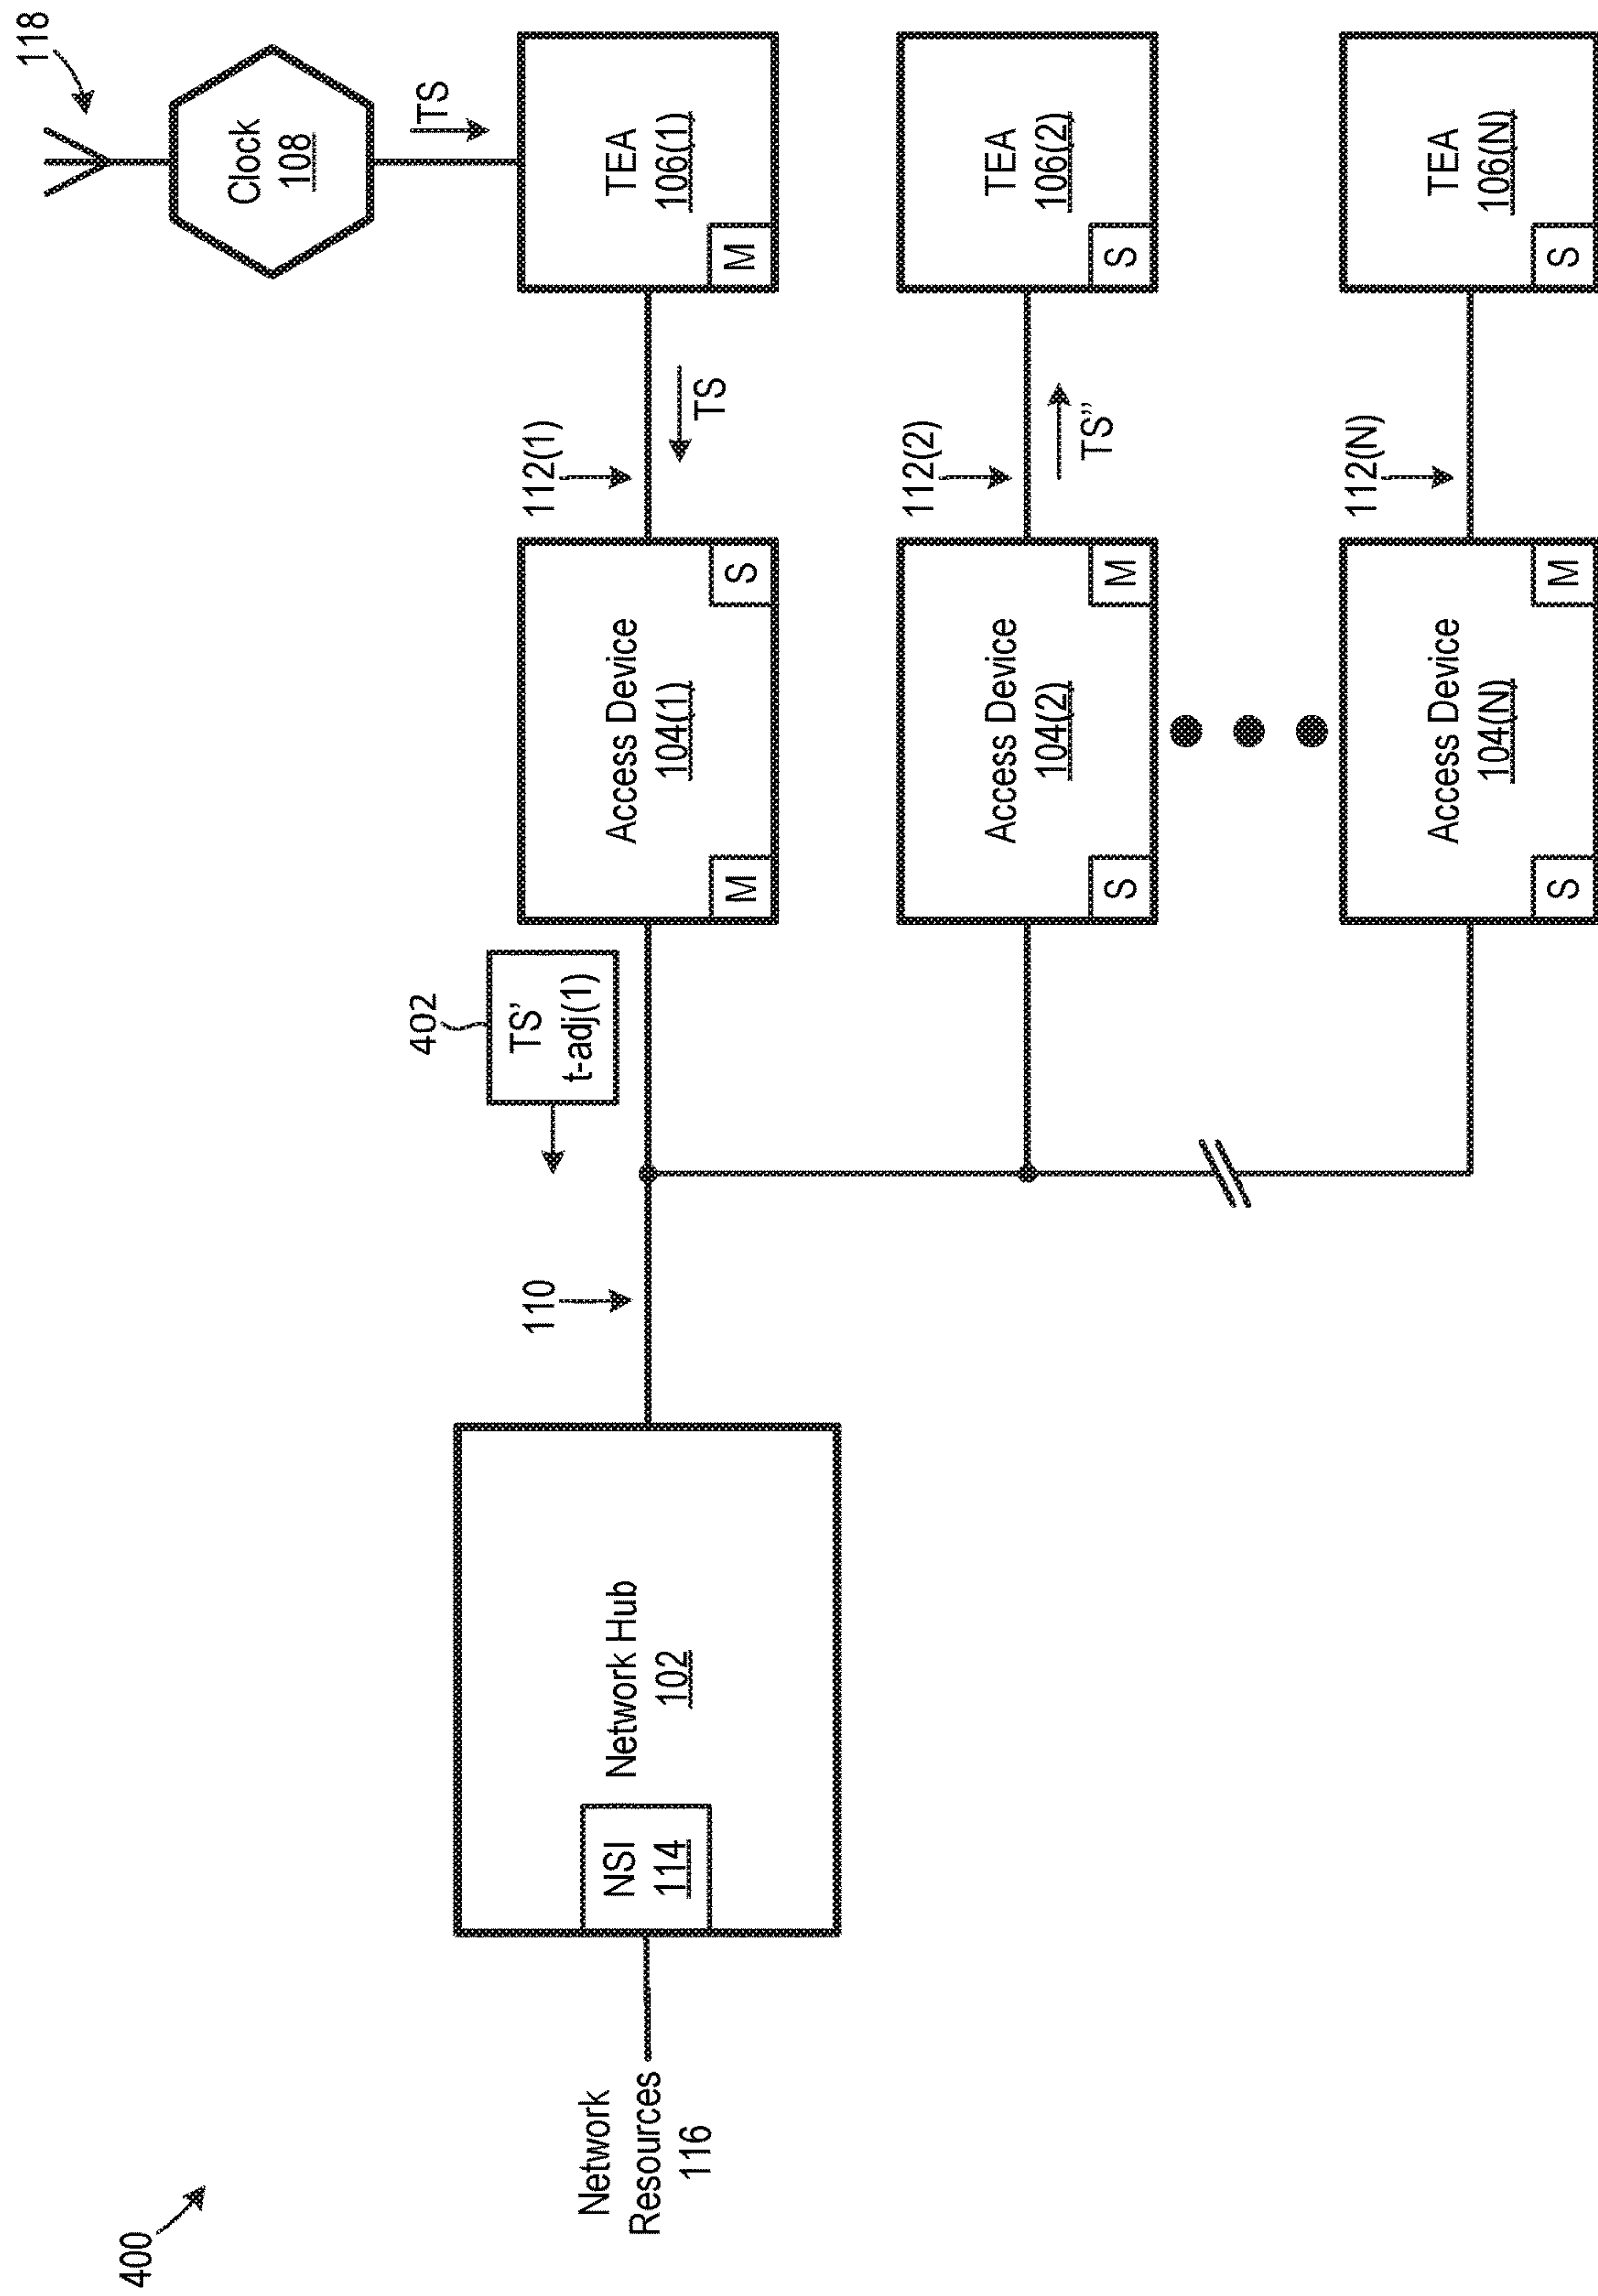 400
118
Clock
108
TS
402
TS'
t-adj(1)
110
112(1)
TS
Network
Resources
116
NSI
114
Network Hub
102
Access Device
104(1)
M
S
TEA
106(1)
M
112(2)
TS''
Access Device
104(2)
S
M
TEA
106(2)
S
112(N)
Access Device
104(N)
S
M
TEA
106(N)
S